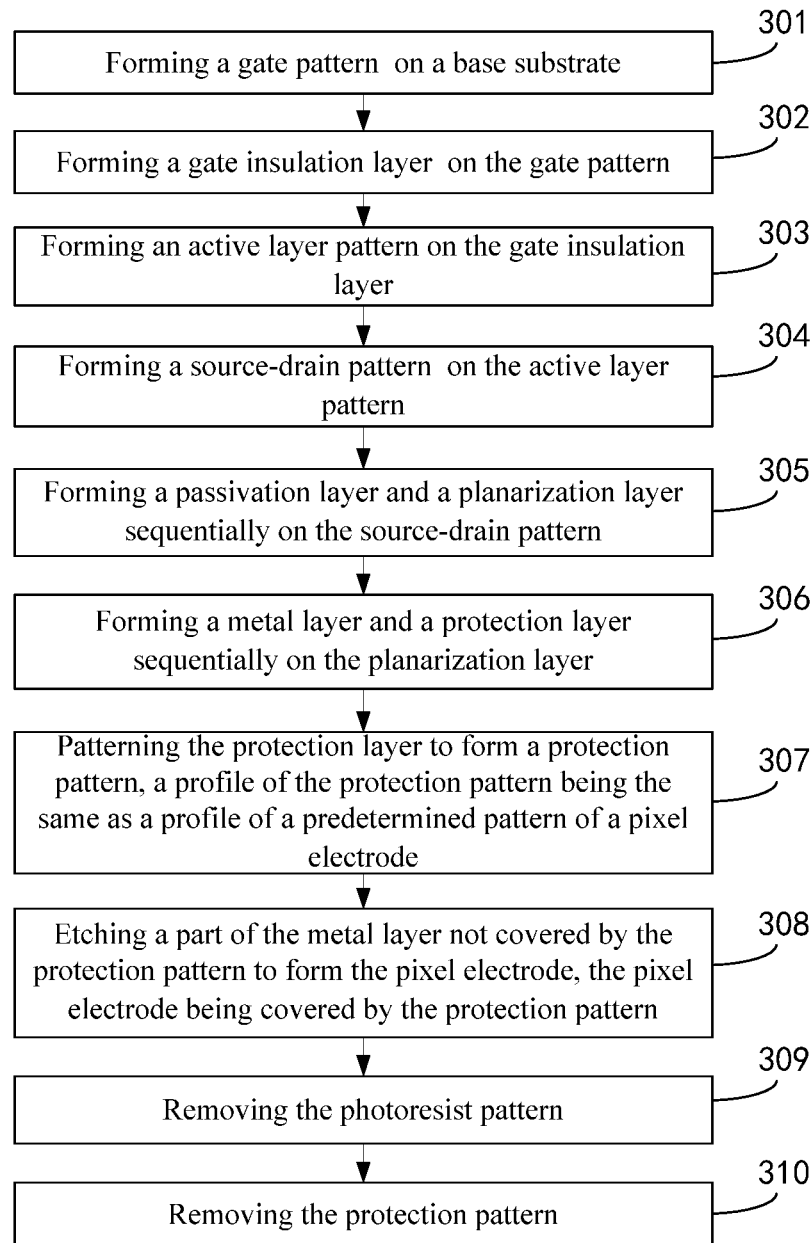 301
Forming a gate pattern on a base substrate
302
Forming a gate insulation layer on the gate pattern
303
Forming an active layer pattern on the gate insulation
layer
304
Forming a source-drain pattern on the active layer
pattern
305
Forming a passivation layer and a planarization layer
sequentially on the source-drain pattern
306
Forming a metal layer and a protection layer
sequentially on the planarization layer
307
Patterning the protection layer to form a protection
pattern, a profile of the protection pattern being the
same as a profile of a predetermined pattern of a pixel
electrode
308
Etching a part of the metal layer not covered by the
protection pattern to form the pixel electrode, the pixel
electrode being covered by the protection pattern
309
Removing the photoresist pattern
310
Removing the protection pattern